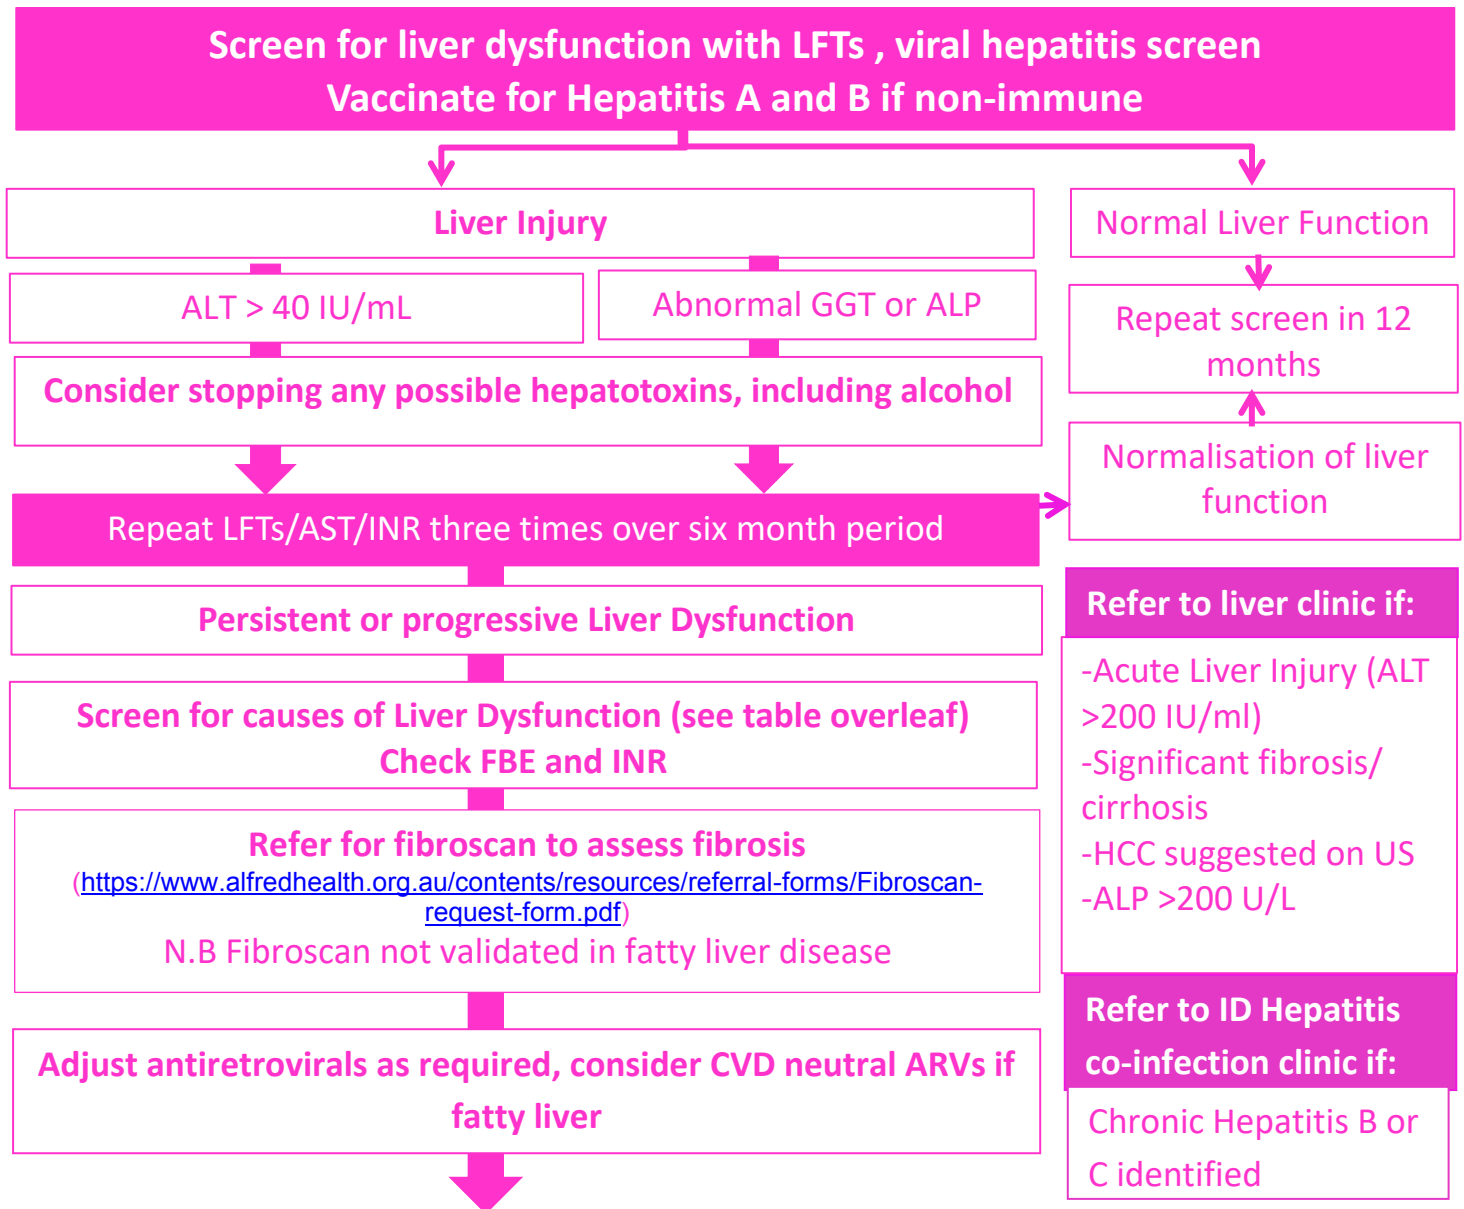 Screen for liver dysfunction with LFTs , viral hepatitis screen
Vaccinate for Hepatitis A and B if non-immune
Liver Injury
Normal Liver Function
ALT > 40 IU/mL
Abnormal GGT or ALP
Repeat screen in 12
months
Consider stopping any possible hepatotoxins, including alcohol
Normalisation of liver
function
Repeat LFTs/AST/INR three times over six month period
Persistent or progressive Liver Dysfunction
Screen for causes of Liver Dysfunction (see table overleaf)
Check FBE and INR
Refer for fibroscan to assess fibrosis
(https://www.alfredhealth.org.au/contents/resources/referral-forms/Fibroscan-
request-form.pdf)
N.B Fibroscan not validated in fatty liver disease
Adjust antiretrovirals as required, consider CVD neutral ARVs if
fatty liver
Refer to liver clinic if:
-Acute Liver Injury (ALT
>200 IU/ml)
-Significant fibrosis/
cirrhosis
-HCC suggested on US
-ALP >200 U/L
Refer to ID Hepatitis
co-infection clinic if:
Chronic Hepatitis B or
C identified